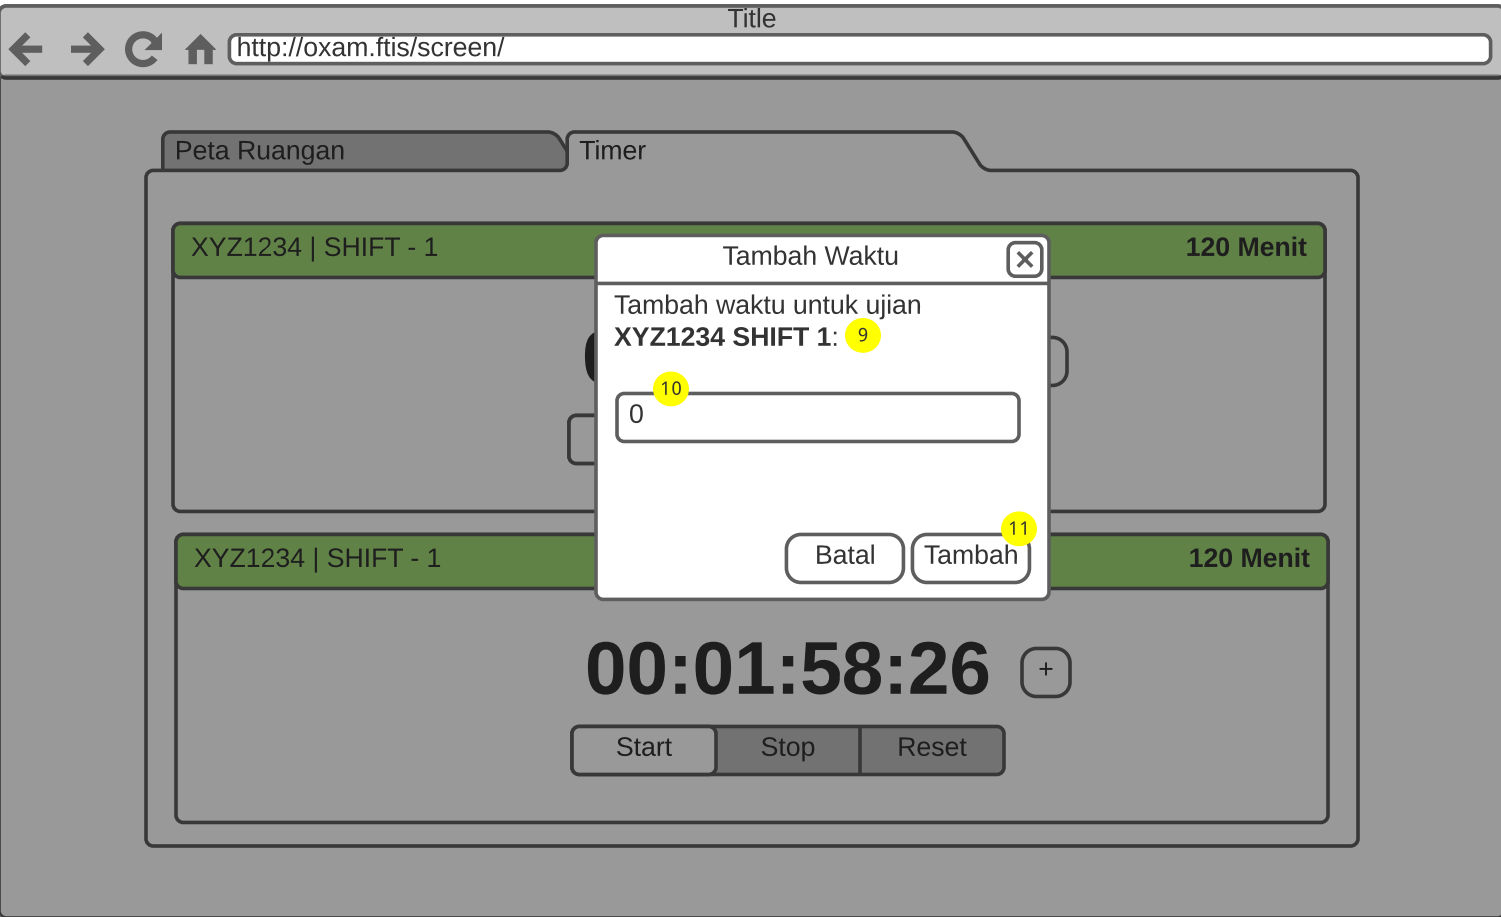 Title
http://oxam.ftis/screen/
Peta Ruangan
Timer
XYZ1234 | SHIFT - 1
120 Menit
Tambah Waktu
Tambah waktu untuk ujian
XYZ1234 SHIFT 1: 9
10
0
11
Batal
Tambah
XYZ1234 | SHIFT - 1
120 Menit
00:01:58:26
+
Start
Stop
Reset